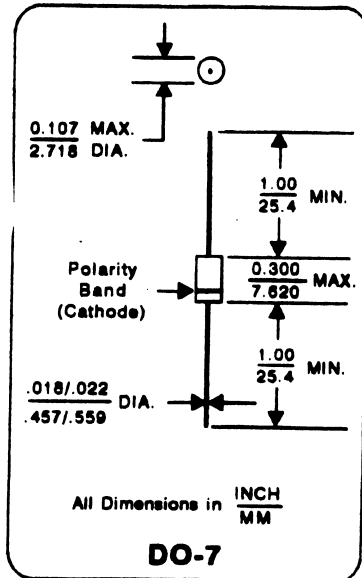 0.107 MAX.
2.718 DIA.
1.00
25.4 MIN.
Polarity
Band
(Cathode)
0.300
7.620 MAX.
1.00
25.4 MIN.
.018/.022 DIA.
.457/.559
All Dimensions in INCH
MM
DO-7